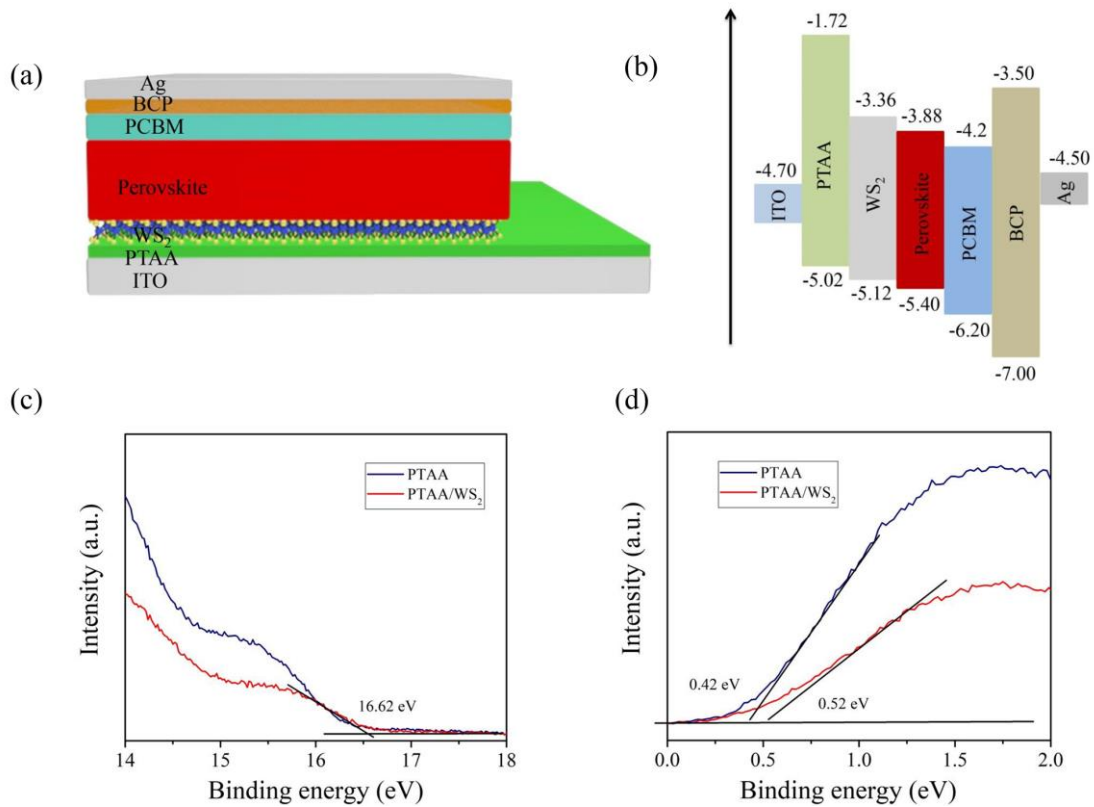 (a)
Ag
BCP
PCBM
Perovskite
WS₂
PTAA
ITO
(b)
-1.72
-3.50
-3.36
-3.88
-4.2
-4.50
-4.70
ITO
PTAA
WS₂
Perovskite
PCBM
BCP
Ag
-5.02
-5.12
-5.40
-6.20
-7.00
(c)
Intensity (a.u.)
PTAA
PTAA/WS₂
16.62 eV
14 15 16 17 18
Binding energy (eV)
(d)
Intensity (a.u.)
PTAA
PTAA/WS₂
0.42 eV
0.52 eV
0.0 0.5 1.0 1.5 2.0
Binding energy (eV)